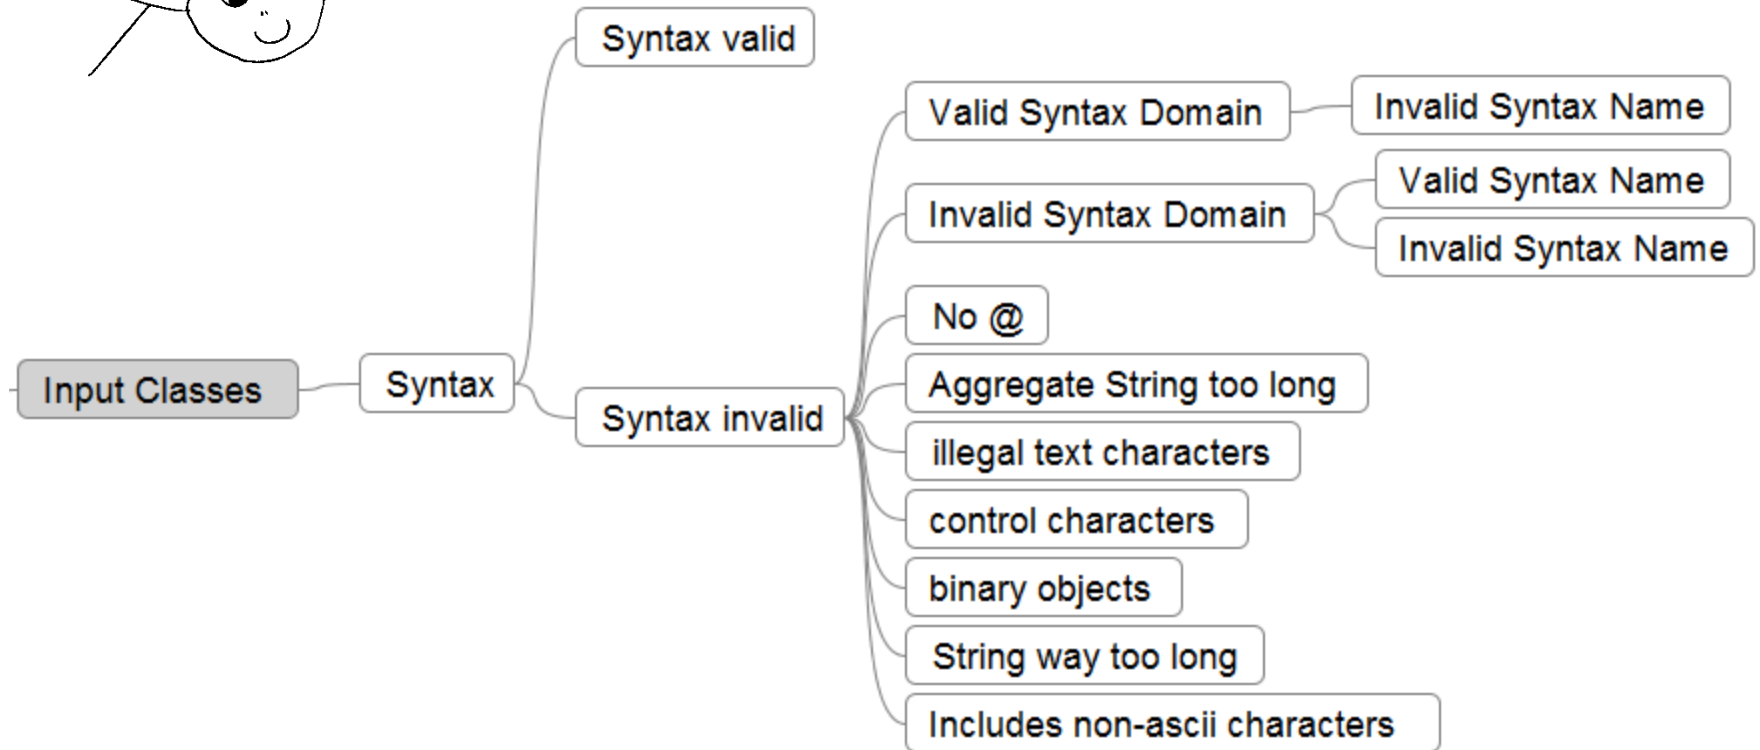 Syntax valid
Valid Syntax Domain
Invalid Syntax Name
Invalid Syntax Domain
Valid Syntax Name
Invalid Syntax Name
No @
Input Classes
Syntax
Syntax invalid
Aggregate String too long
illegal text characters
control characters
binary objects
String way too long
Includes non-ascii characters